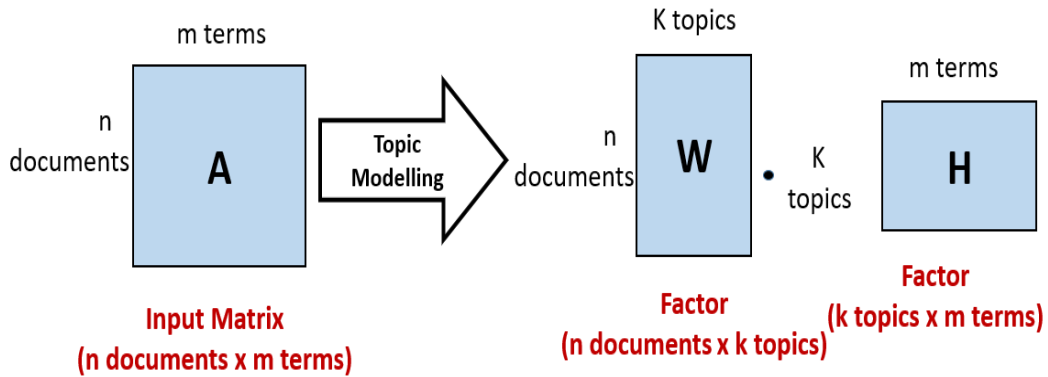 m terms
n
documents
A
Input Matrix
(n documents x m terms)
Topic
Modelling
K topics
n
documents
W
Factor
(n documents x k topics)
K
topics
m terms
H
Factor
(k topics x m terms)